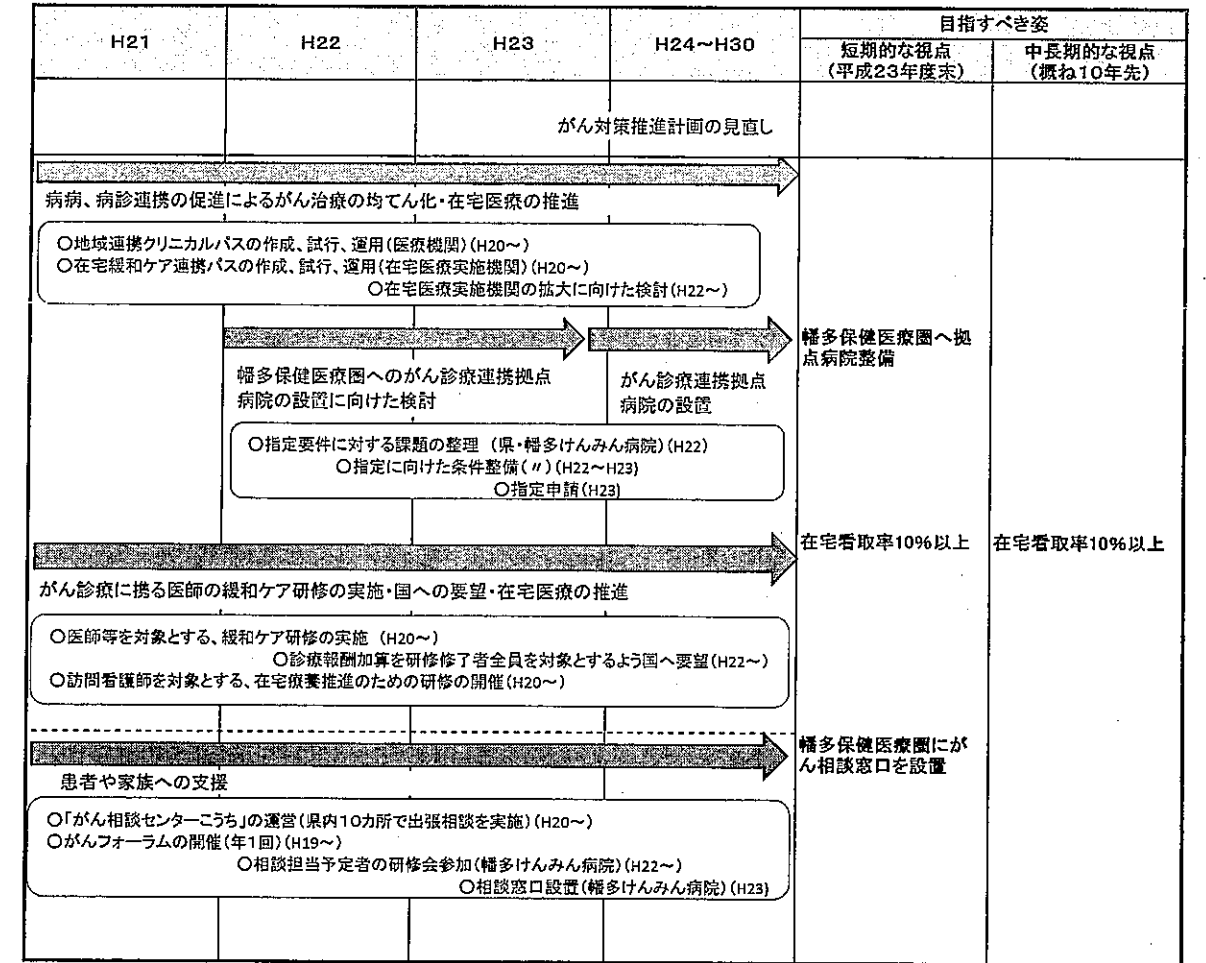 H21
H22
H23
H24～H30
目指すべき姿
短期的な視点
（平成23年度末）
中長期的な視点
（概ね10年先）
がん対策推進計画の見直し
病病、病診連携の促進によるがん治療の均てん化・在宅医療の推進
○地域連携クリニカルパスの作成、試行、運用（医療機関）（H20～）
○在宅緩和ケア連携パスの作成、試行、運用（在宅医療実施機関）（H20～）
○在宅医療実施機関の拡大に向けた検討（H22～）
幡多保健医療圏へのがん診療連携拠点
病院の設置に向けた検討
がん診療連携拠点
病院の設置
幡多保健医療圏へ拠
点病院整備
○指定要件に対する課題の整理 （県・幡多けんみん病院）（H22）
○指定に向けた条件整備（〃）（H22～H23)
○指定申請（H23)
在宅看取率10％以上
在宅看取率10％以上
がん診療に携る医師の緩和ケア研修の実施・国への要望・在宅医療の推進
○医師等を対象とする、緩和ケア研修の実施 （H20～）
○診療報酬加算を研修修了者全員を対象とするよう国へ要望（H22～）
○訪問看護師を対象とする、在宅療養推進のための研修の開催（H20～）
幡多保健医療圏にが
ん相談窓口を設置
患者や家族への支援
○「がん相談センターこうち」の運営（県内10カ所で出張相談を実施）（H20～）
○がんフォーラムの開催（年1回）（H19～）
○相談担当予定者の研修会参加（幡多けんみん病院）（H22～）
○相談窓口設置（幡多けんみん病院）（H23）